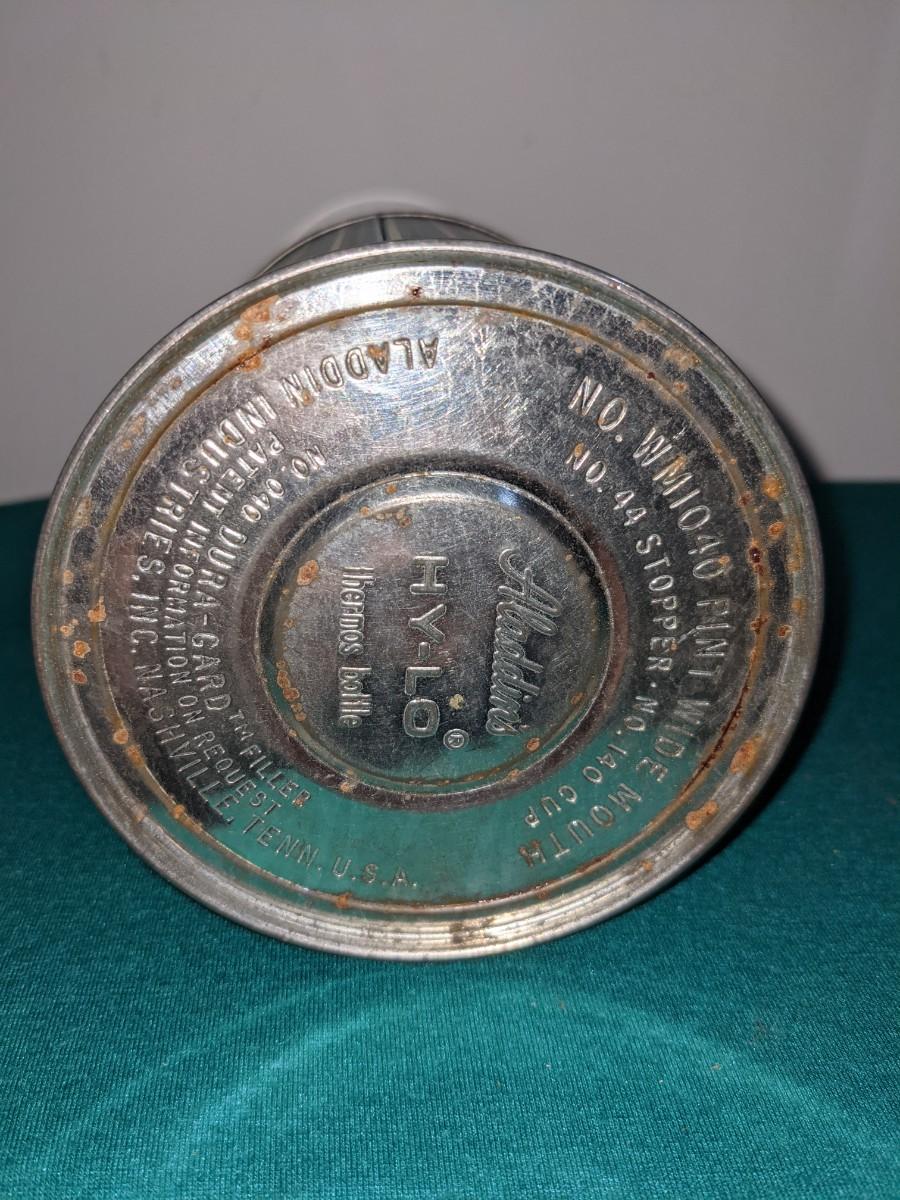 NO. WM1040 PINT WIDE MOUTH
NO. 44 STOPPER - NO. 140 CUP
Aladdin's
HY-LO ®
thermos bottle
NO. 040 DURA-GARD TM FILLER
PATENT INFORMATION ON REQUEST
ALADDIN INDUSTRIES, INC. NASHVILLE, TENN. U.S.A.